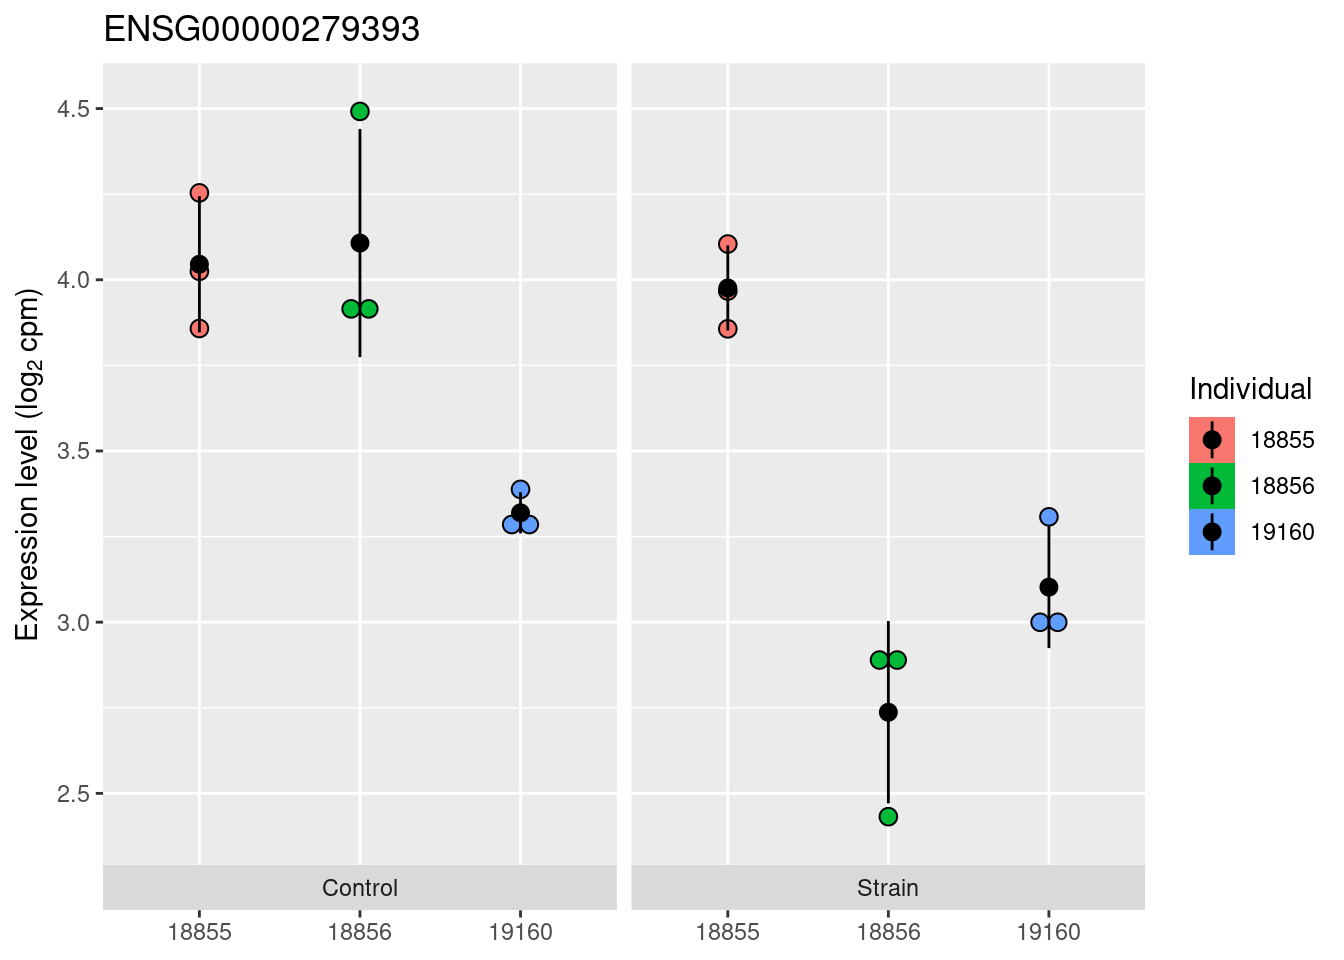 ENSG00000279393
Expression level (log₂ cpm)
4.5
4.0
3.5
3.0
2.5
Control
Strain
18855
18856
19160
18855
18856
19160
Individual
18855
18856
19160